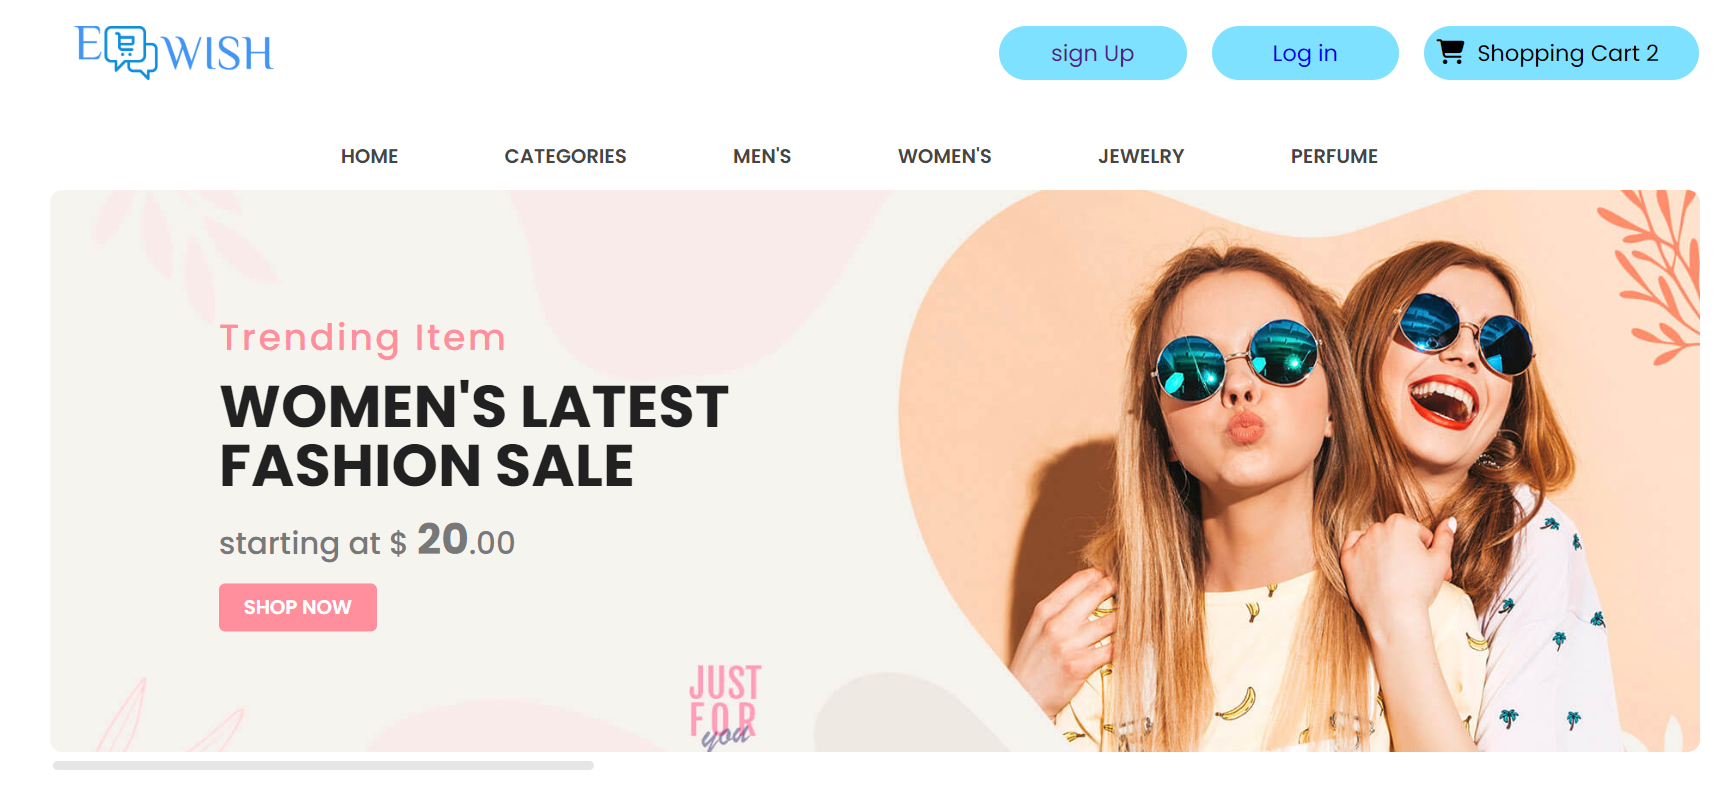 E WISH
sign Up
Log in
Shopping Cart 2
HOME CATEGORIES MEN'S WOMEN'S JEWELRY PERFUME
Trending Item
WOMEN'S LATEST
FASHION SALE
starting at $ 20.00
SHOP NOW
JUST
FOR
you